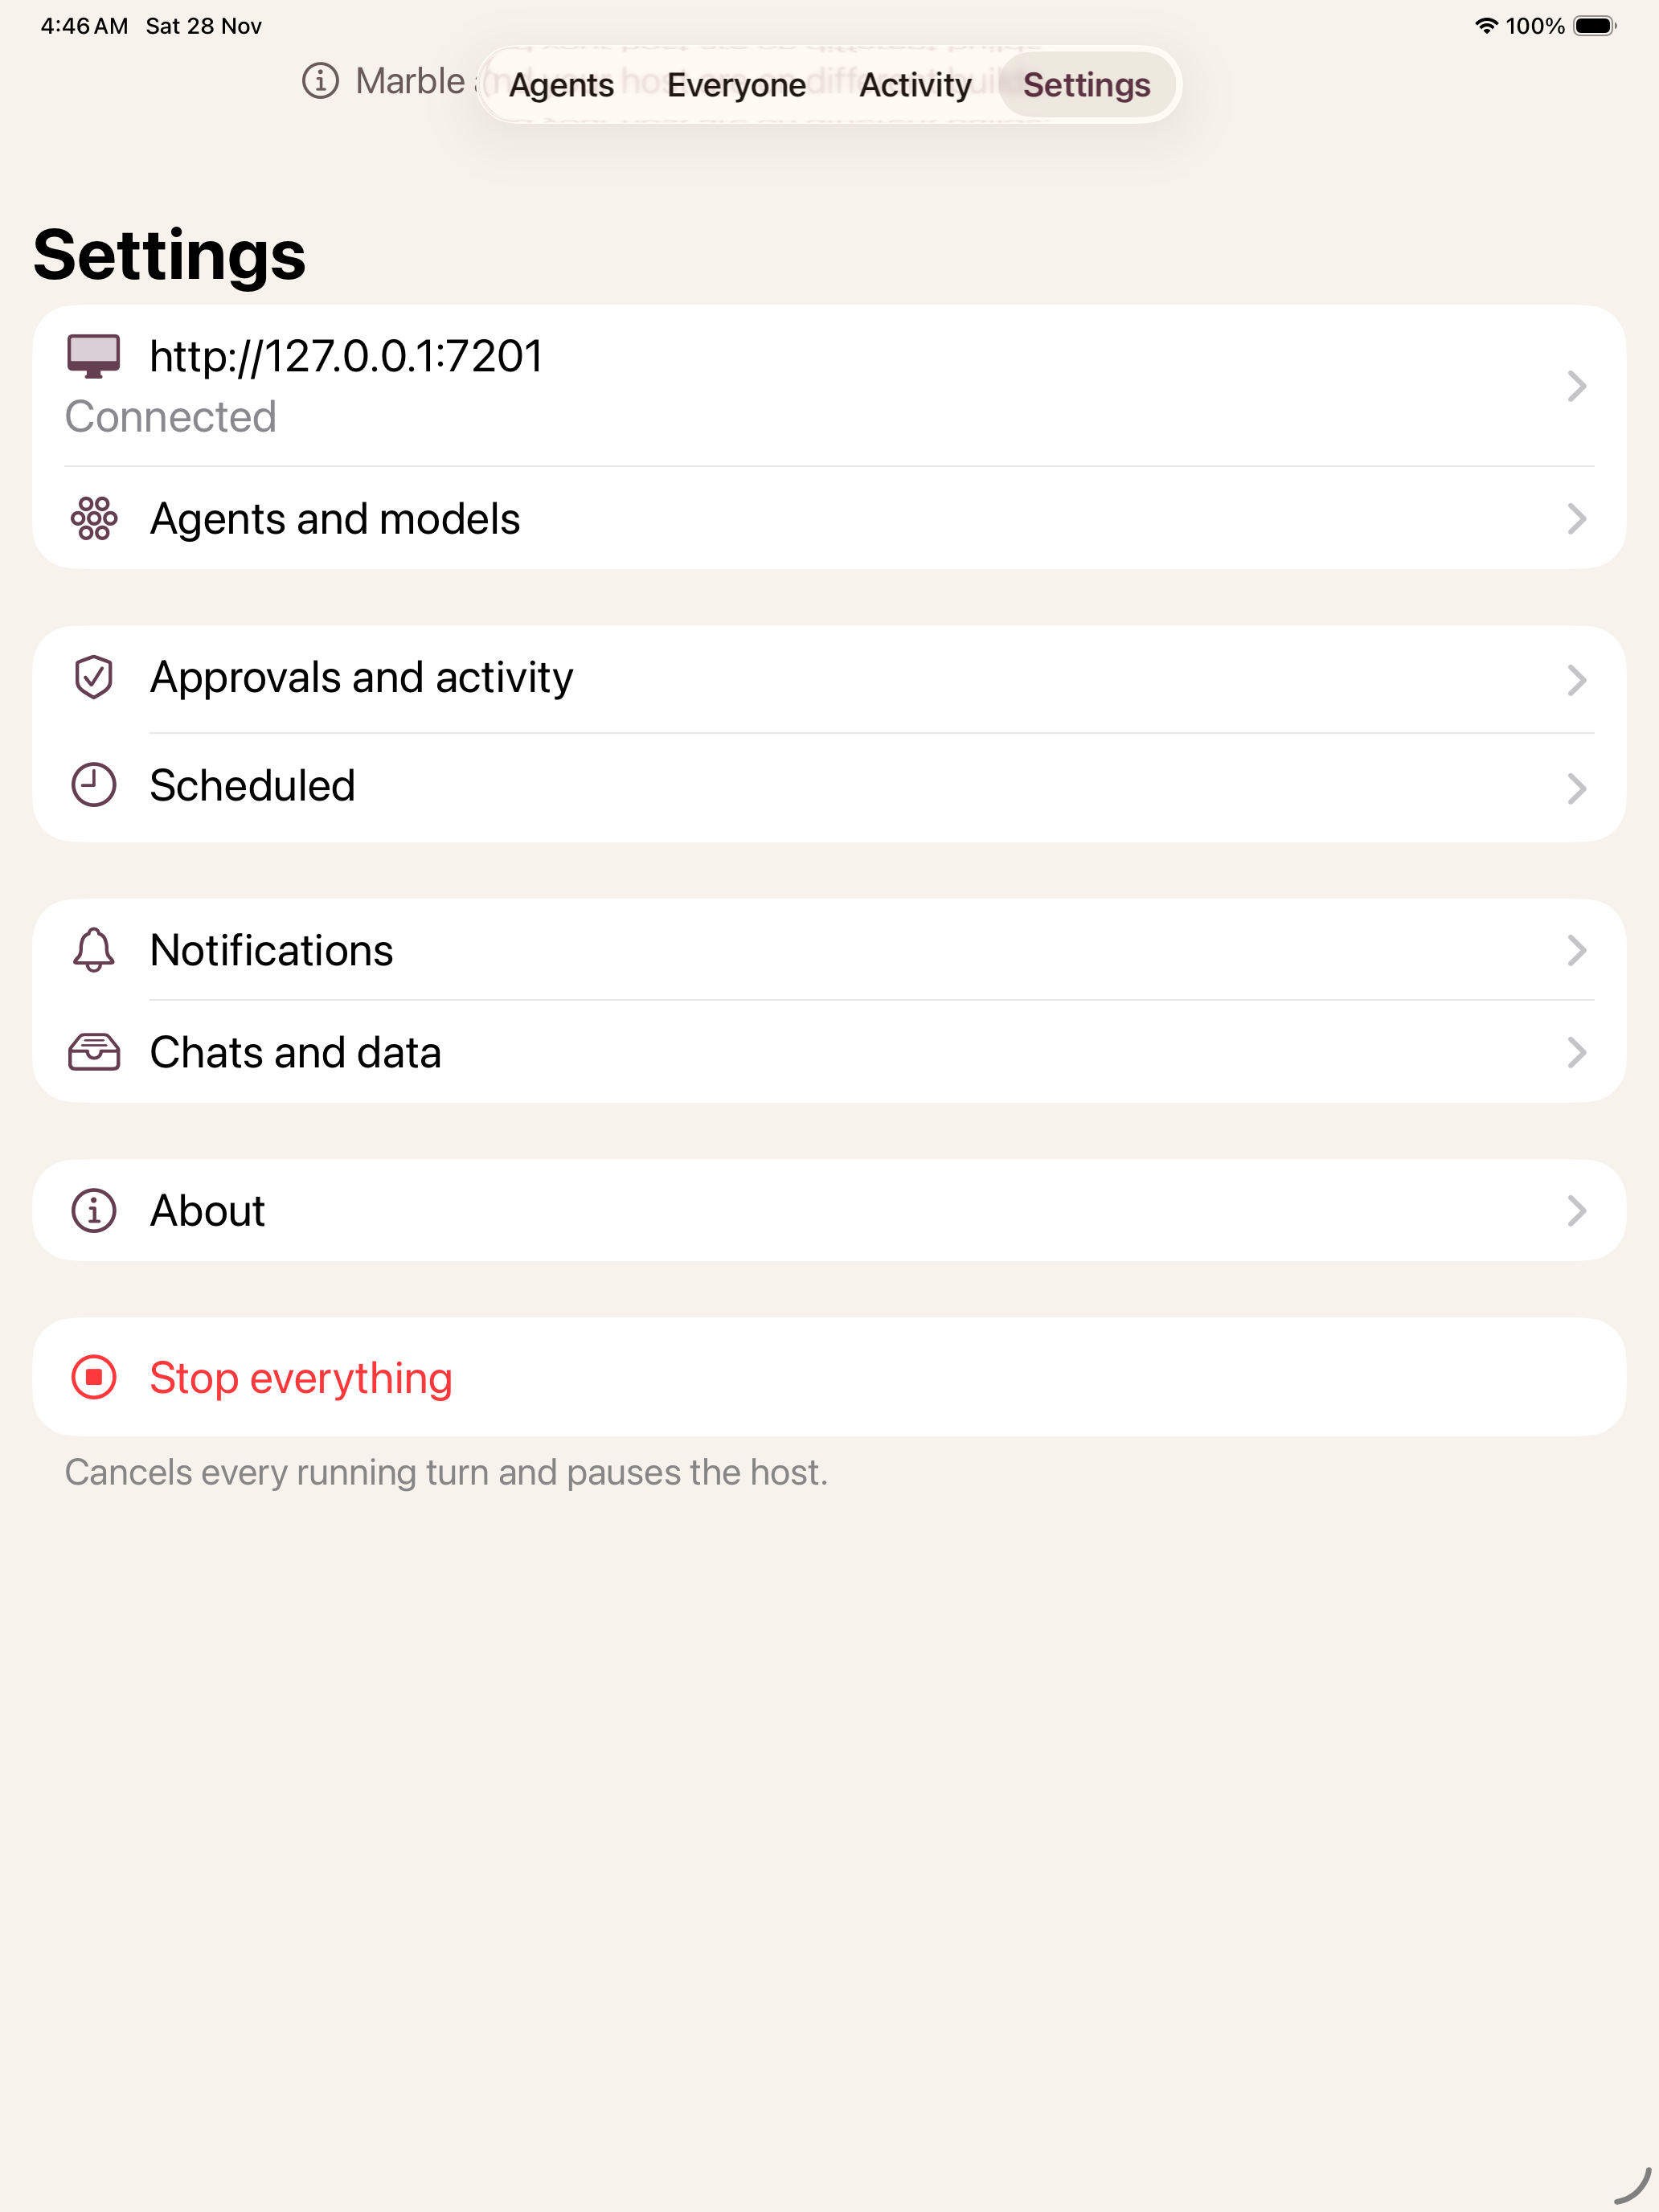 4:46 AM Sat 28 Nov
100%
Marble
Agents Everyone Activity Settings
Settings
http://127.0.0.1:7201
Connected
Agents and models
Approvals and activity
Scheduled
Notifications
Chats and data
About
Stop everything
Cancels every running turn and pauses the host.